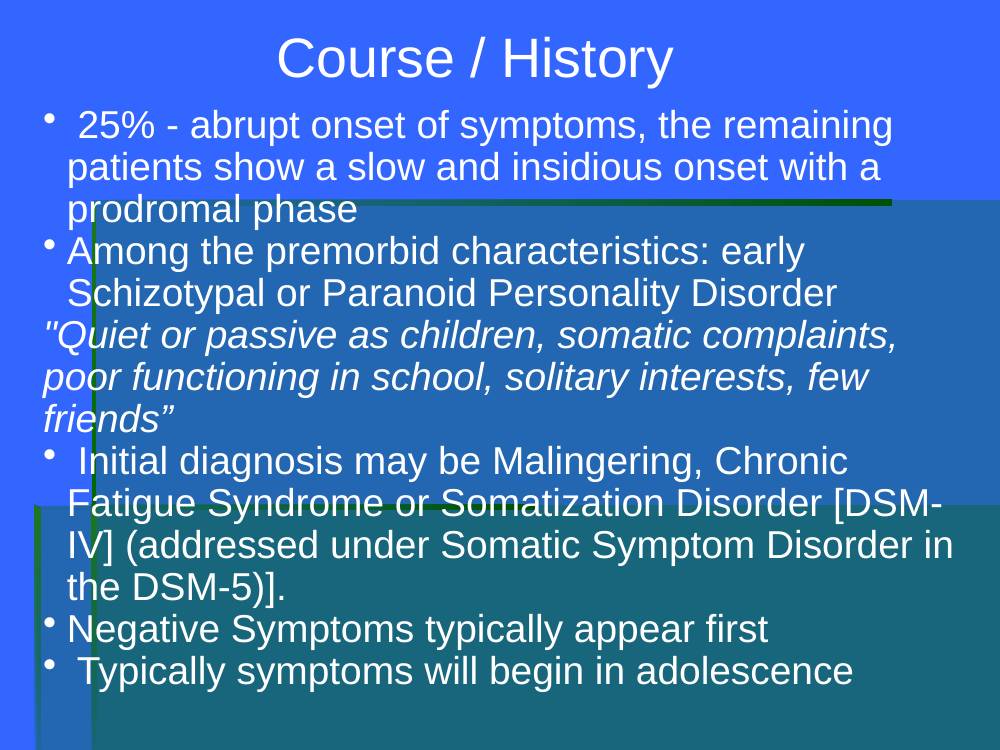 Course / History
• 25% - abrupt onset of symptoms, the remaining
patients show a slow and insidious onset with a
prodromal phase
• Among the premorbid characteristics: early
Schizotypal or Paranoid Personality Disorder
"Quiet or passive as children, somatic complaints,
poor functioning in school, solitary interests, few
friends”
• Initial diagnosis may be Malingering, Chronic
Fatigue Syndrome or Somatization Disorder [DSM-
IV] (addressed under Somatic Symptom Disorder in
the DSM-5)].
• Negative Symptoms typically appear first
• Typically symptoms will begin in adolescence